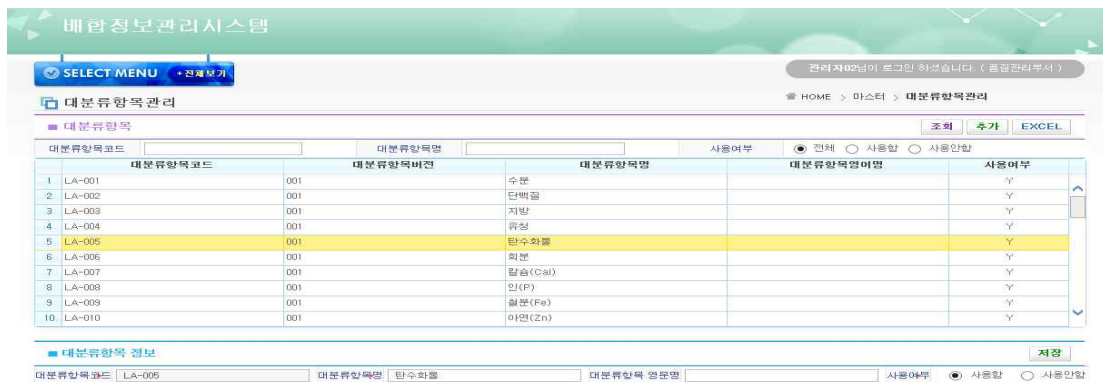 배합정보관리시스템
SELECT MENU +전체보기
관리자02님이 로그인 하셨습니다. ( 품질관리부서 )
대분류항목관리
HOME > 마스터 > 대분류항목관리
대분류항목
조회 추가 EXCEL
대분류항목코드 대분류항목명 사용여부 전체 사용함 사용안함
대분류항목코드 대분류항목버전 대분류항목명 대분류항목영어명 사용여부
1 LA-001 001 수분 Y
2 LA-002 001 단백질 Y
3 LA-003 001 지방 Y
4 LA-004 001 유청 Y
5 LA-005 001 탄수화물 Y
6 LA-006 001 회분 Y
7 LA-007 001 칼슘(Cal) Y
8 LA-008 001 인(P) Y
9 LA-009 001 철분(Fe) Y
10 LA-010 001 아연(Zn) Y
대분류항목 정보
저장
대분류항목코드 LA-005 대분류항목명 탄수화물 대분류항목 영문명 사용여부 사용함 사용안함